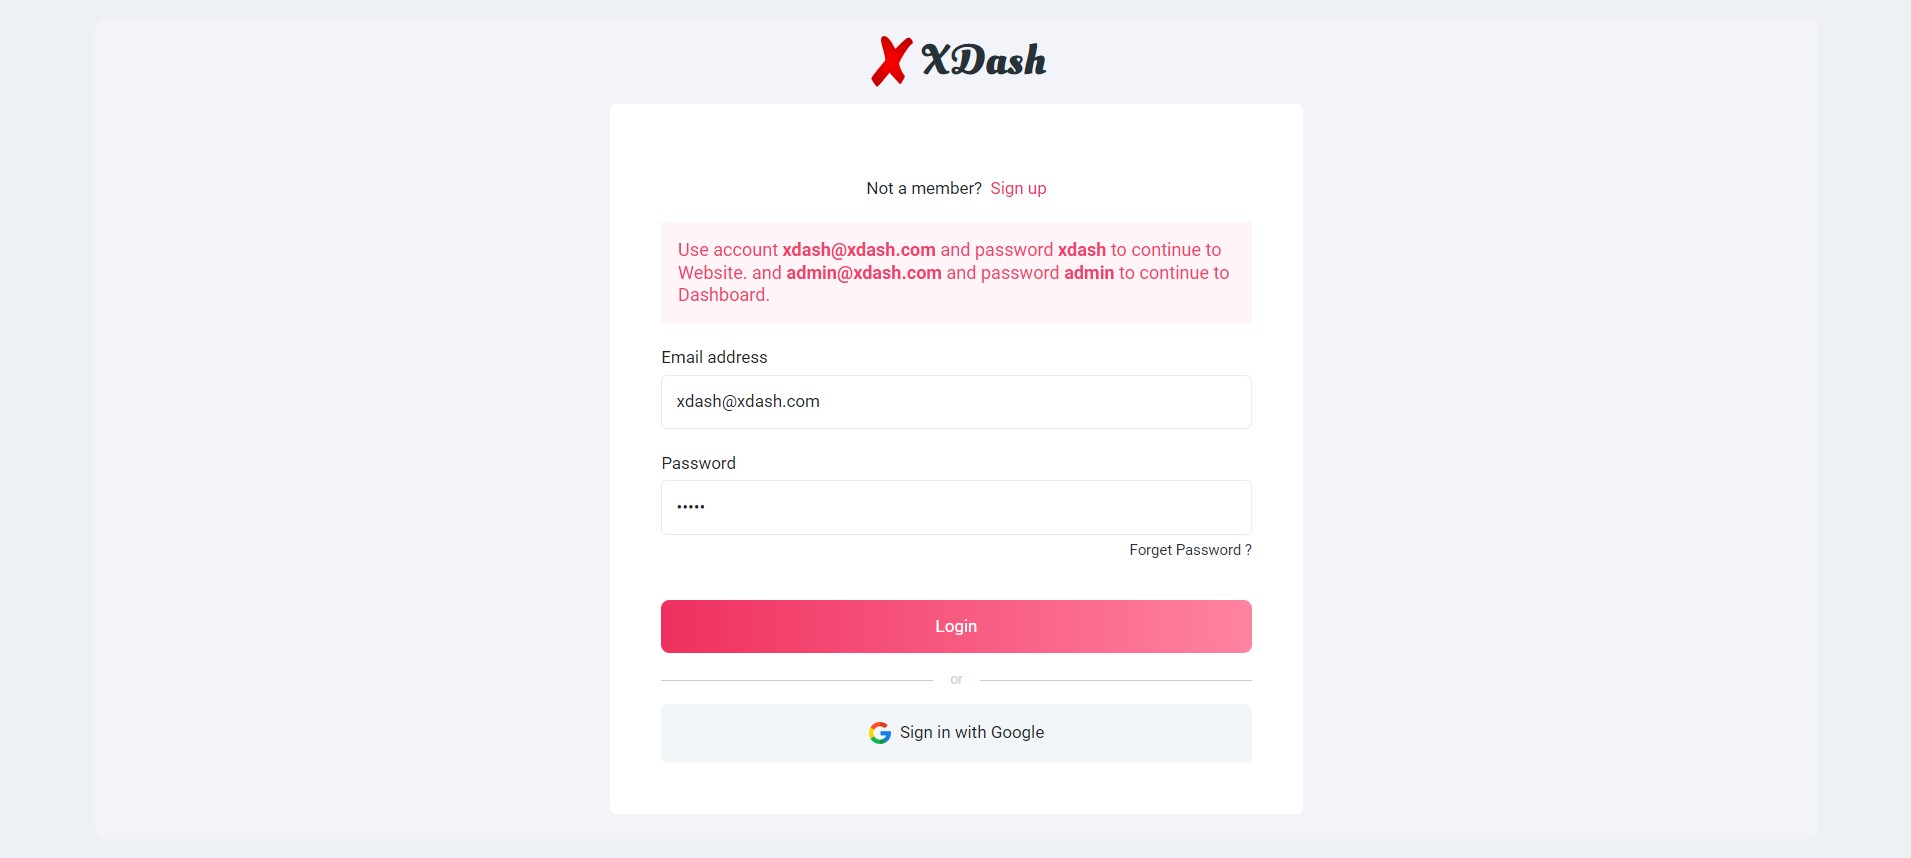 X XDash
Not a member? Sign up
Use account xdash@xdash.com and password xdash to continue to
Website. and admin@xdash.com and password admin to continue to
Dashboard.
Email address
xdash@xdash.com
Password
•••••
Forget Password ?
Login
or
Sign in with Google